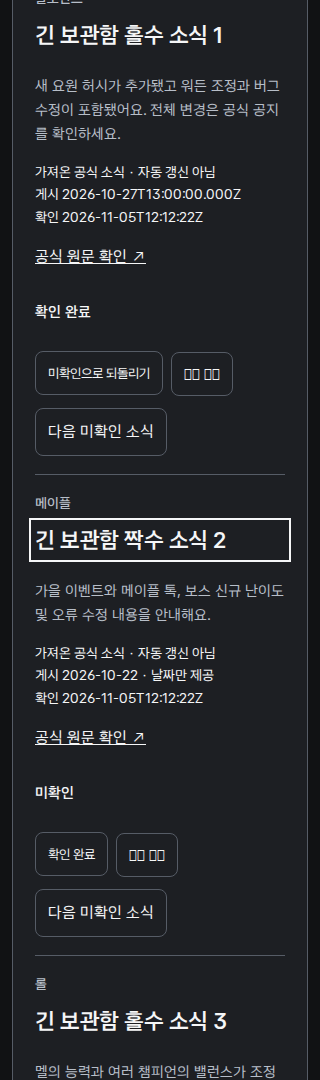 긴 보관함 홀수 소식 1
새 요원 허시가 추가됐고 워든 조정과 버그
수정이 포함됐어요. 전체 변경은 공식 공지
를 확인하세요.
가져온 공식 소식 · 자동 갱신 아님
게시 2026-10-27T13:00:00.000Z
확인 2026-11-05T12:12:22Z
공식 원문 확인 ↗
확인 완료
미확인으로 되돌리기
다음 미확인 소식
메이플
긴 보관함 짝수 소식 2
가을 이벤트와 메이플 톡, 보스 신규 난이도
및 오류 수정 내용을 안내해요.
가져온 공식 소식 · 자동 갱신 아님
게시 2026-10-22 · 날짜만 제공
확인 2026-11-05T12:12:22Z
공식 원문 확인 ↗
미확인
확인 완료
다음 미확인 소식
롤
긴 보관함 홀수 소식 3
멜의 능력과 여러 챔피언의 밸런스가 조정